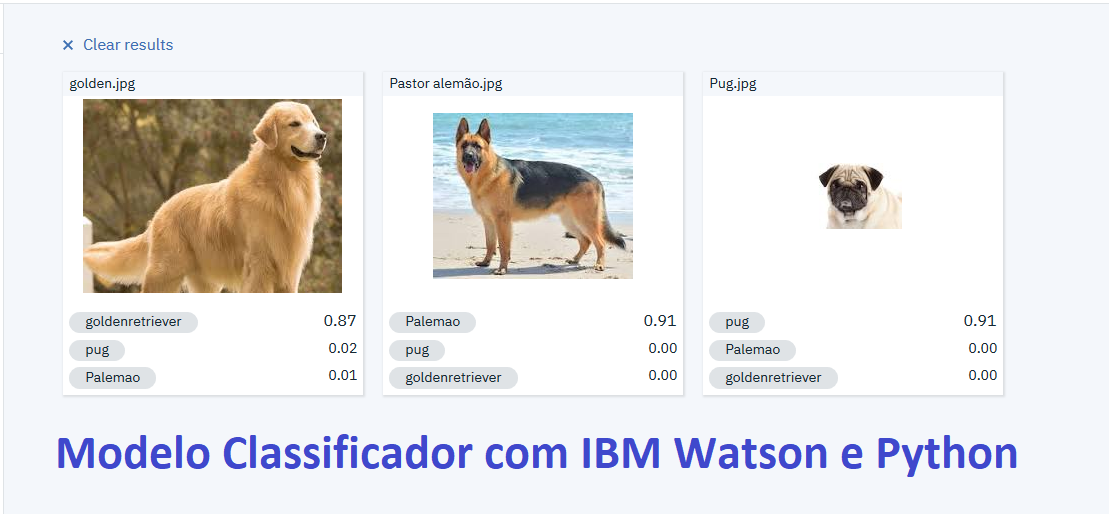 × Clear results
golden.jpg
Pastor alemão.jpg
Pug.jpg
goldenretriever 0.87
pug 0.02
Palemao 0.01
Palemao 0.91
pug 0.00
goldenretriever 0.00
pug 0.91
Palemao 0.00
goldenretriever 0.00
Modelo Classificador com IBM Watson e Python